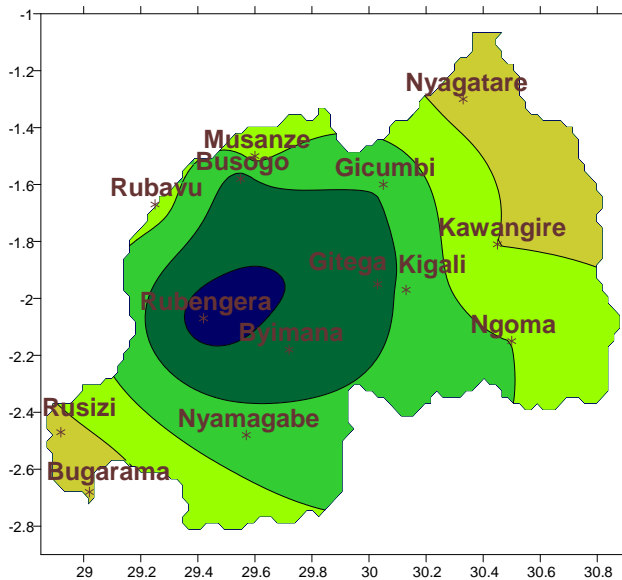 -1
-1.2
Nyagatare
-1.4
Musanze
Busogo
Gicumbi
-1.6
Rubavu
-1.8
Kawangire
Gitega
Kigali
-2
Rubengera
Byimana
Ngoma
-2.2
-2.4
Rusizi
Nyamagabe
-2.6
Bugarama
-2.8
29 29.2 29.4 29.6 29.8 30 30.2 30.4 30.6 30.8